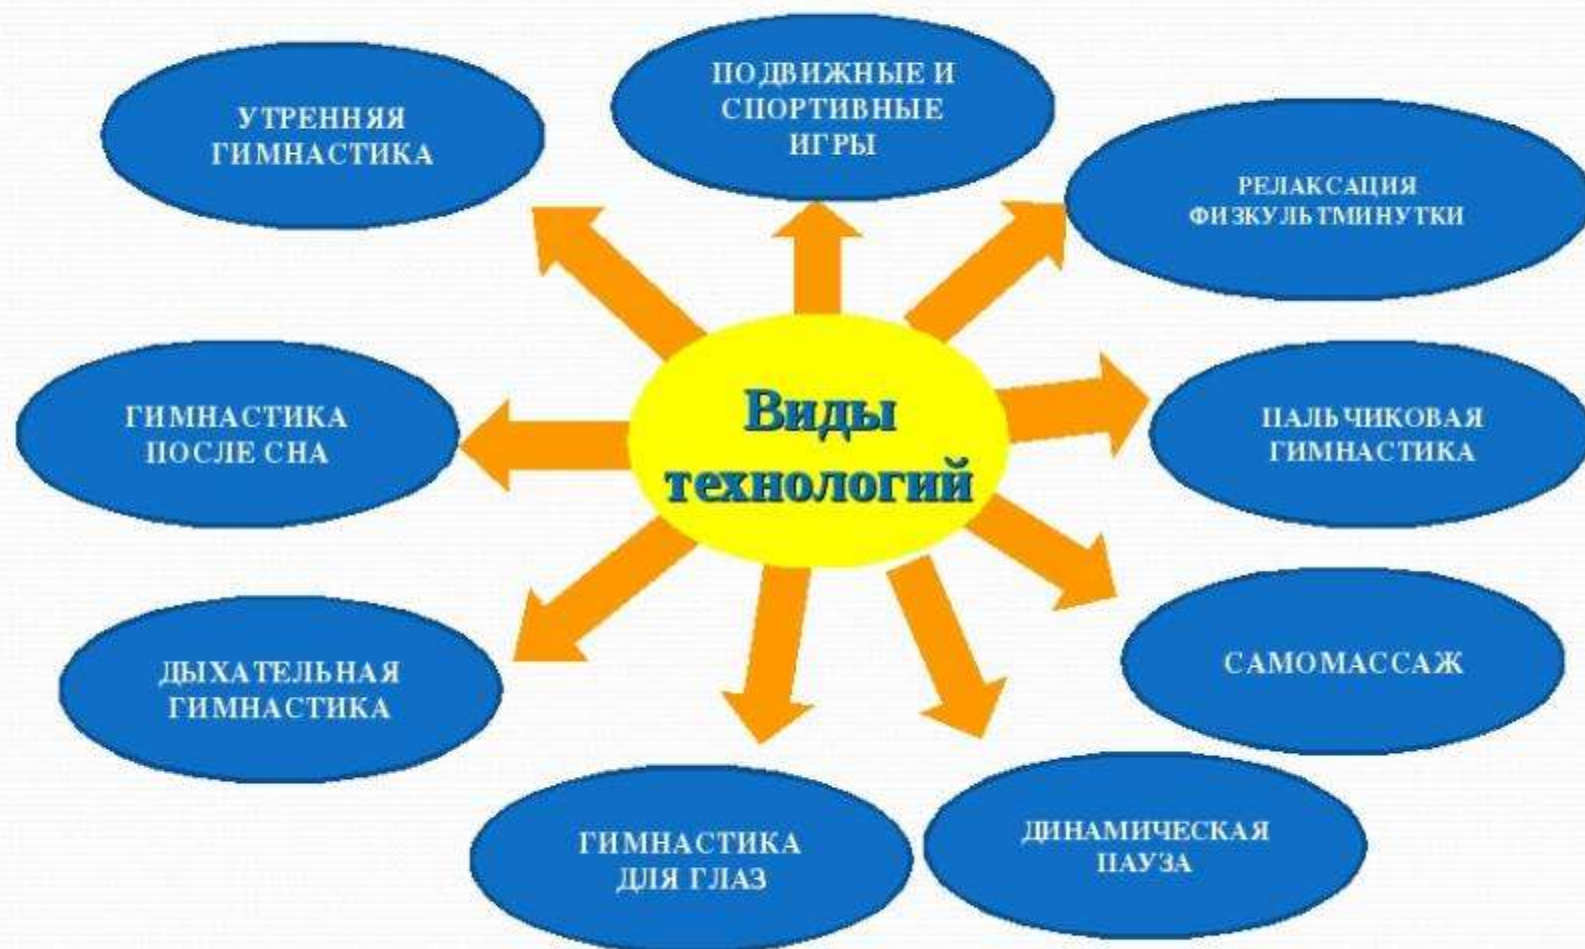 УТРЕННЯЯ
ГИМНАСТИКА
ПОДВИЖНЫЕ И
СПОРТИВНЫЕ
ИГРЫ
РЕЛАКСАЦИЯ
ФИЗКУЛЬТМИНУТКИ
ГИМНАСТИКА
ПОСЛЕ СНА
Виды
технологий
ПАЛЬЧИКОВАЯ
ГИМНАСТИКА
ДЫХАТЕЛЬНАЯ
ГИМНАСТИКА
САМОМАССАЖ
ГИМНАСТИКА
ДЛЯ ГЛАЗ
ДИНАМИЧЕСКАЯ
ПАУЗА